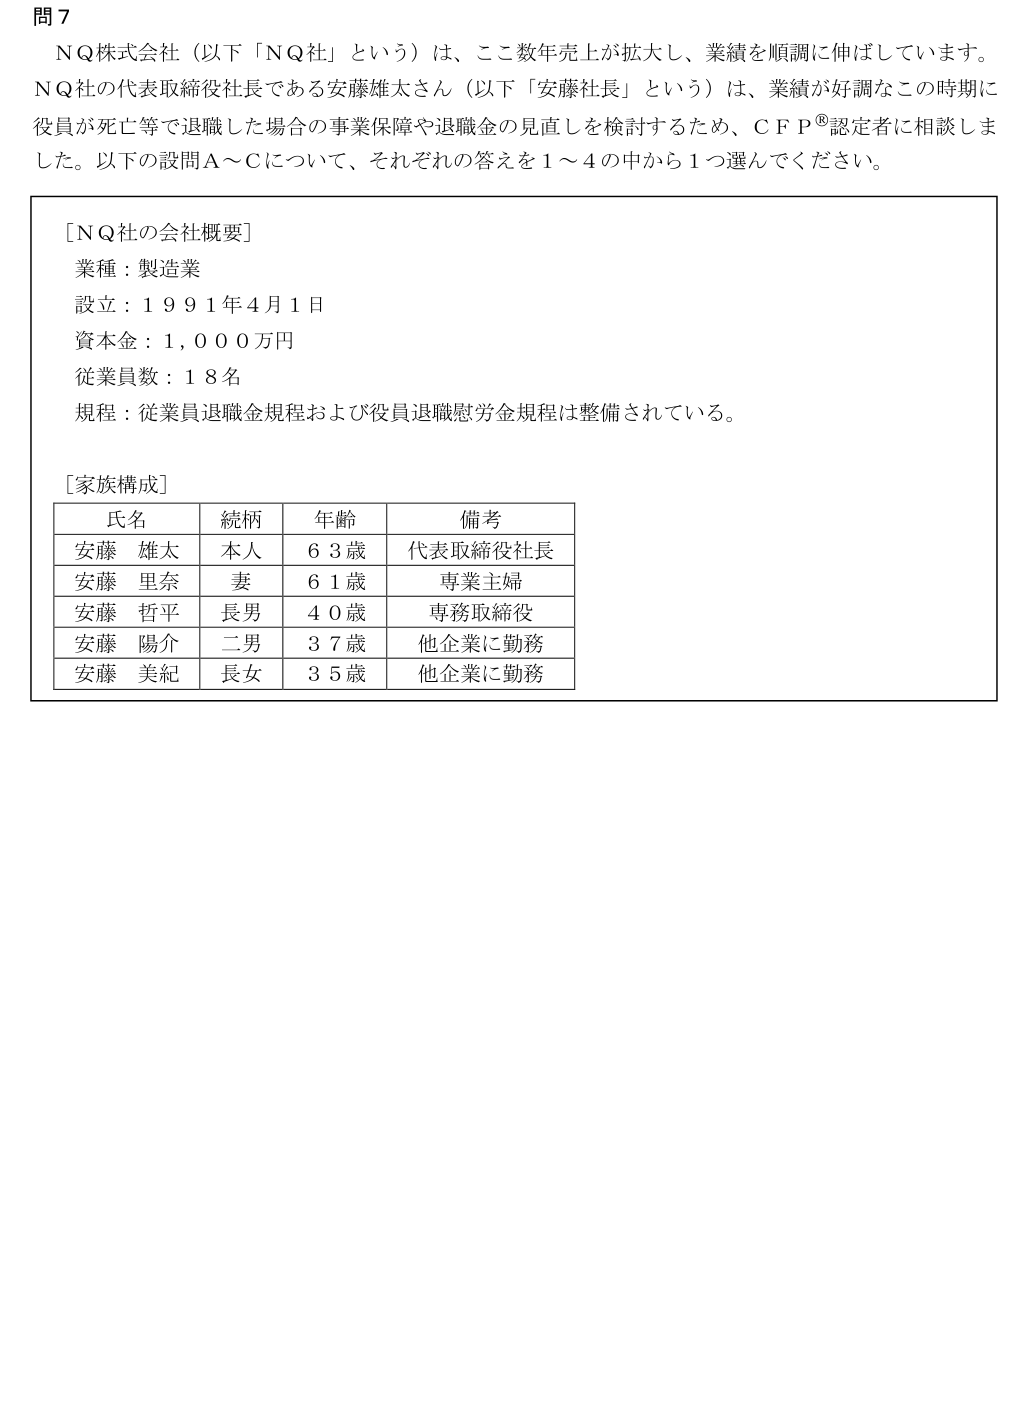 問７
ＮＱ株式会社（以下「ＮＱ社」という）は、ここ数年売上が拡大し、業績を順調に伸ばしています。
ＮＱ社の代表取締役社長である安藤雄太さん（以下「安藤社長」という）は、業績が好調なこの時期に
役員が死亡等で退職した場合の事業保障や退職金の見直しを検討するため、ＣＦＰ®認定者に相談しま
した。以下の設問Ａ～Ｃについて、それぞれの答えを１～４の中から１つ選んでください。
［ＮＱ社の会社概要］
業種：製造業
設立：１９９１年４月１日
資本金：１,０００万円
従業員数：１８名
規程：従業員退職金規程および役員退職慰労金規程は整備されている。
［家族構成］
氏名 続柄 年齢 備考
安藤　雄太 本人 ６３歳 代表取締役社長
安藤　里奈 妻 ６１歳 専業主婦
安藤　哲平 長男 ４０歳 専務取締役
安藤　陽介 二男 ３７歳 他企業に勤務
安藤　美紀 長女 ３５歳 他企業に勤務